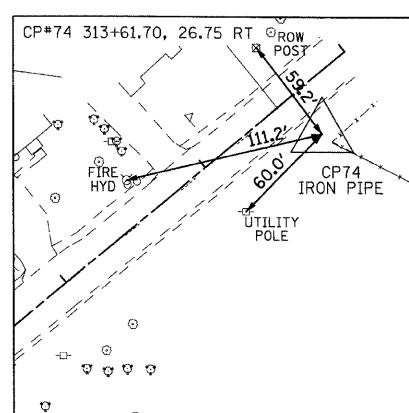 CP#74 313+61.70, 26.75 RT
ROW
POST
59.2'
111.2'
FIRE
HYD
60.0'
CP74
IRON PIPE
UTILITY
POLE